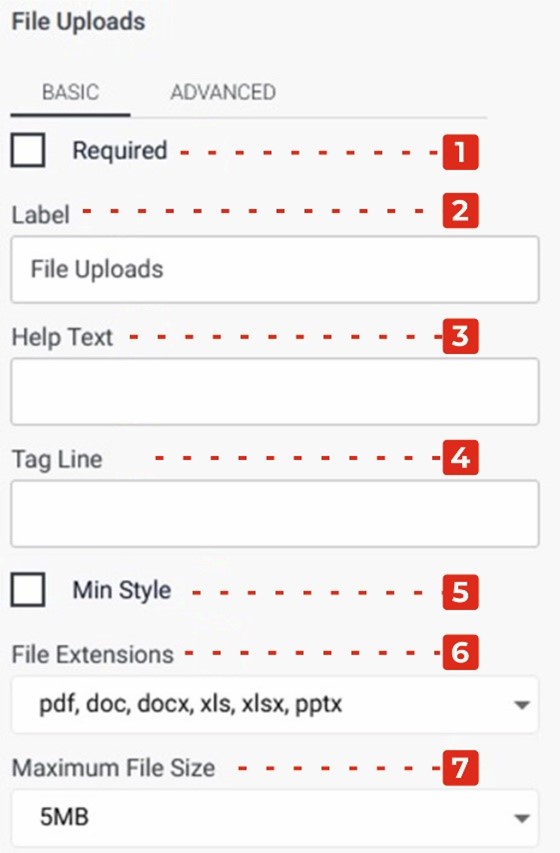 File Uploads
BASIC ADVANCED
Required 1
Label 2
File Uploads
Help Text 3
Tag Line 4
Min Style 5
File Extensions 6
pdf, doc, docx, xls, xlsx, pptx
Maximum File Size 7
5MB